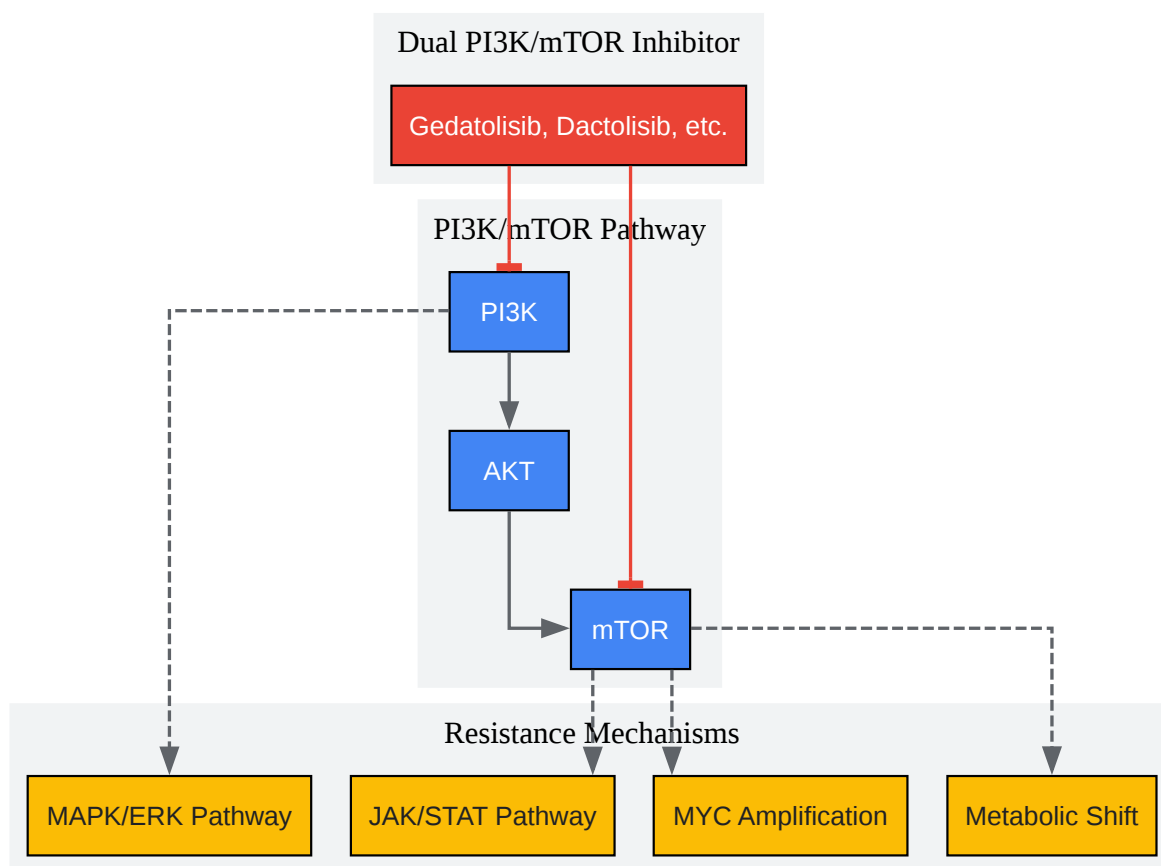 Dual PI3K/mTOR Inhibitor
Gedatolisib, Dactolisib, etc.
PI3K/mTOR Pathway
PI3K
AKT
mTOR
Resistance Mechanisms
MAPK/ERK Pathway
JAK/STAT Pathway
MYC Amplification
Metabolic Shift